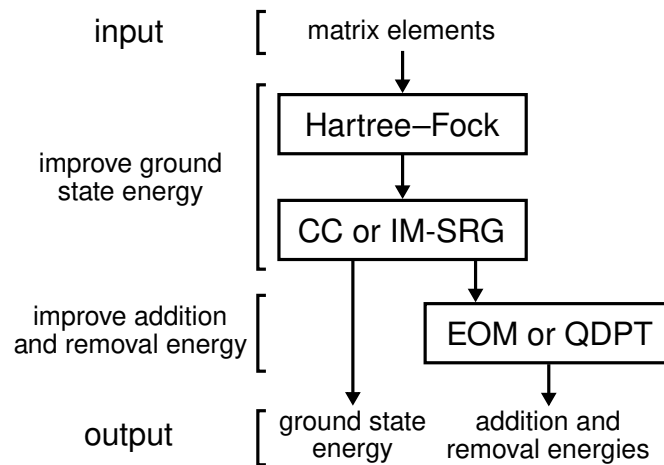 input
matrix elements
Hartree–Fock
improve ground
state energy
CC or IM-SRG
improve addition
and removal energy
EOM or QDPT
output
ground state
energy
addition and
removal energies